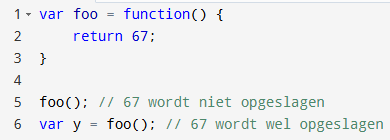 1 var foo = function() {
2     return 67;
3 }
4
5 foo(); // 67 wordt niet opgeslagen
6 var y = foo(); // 67 wordt wel opgeslagen